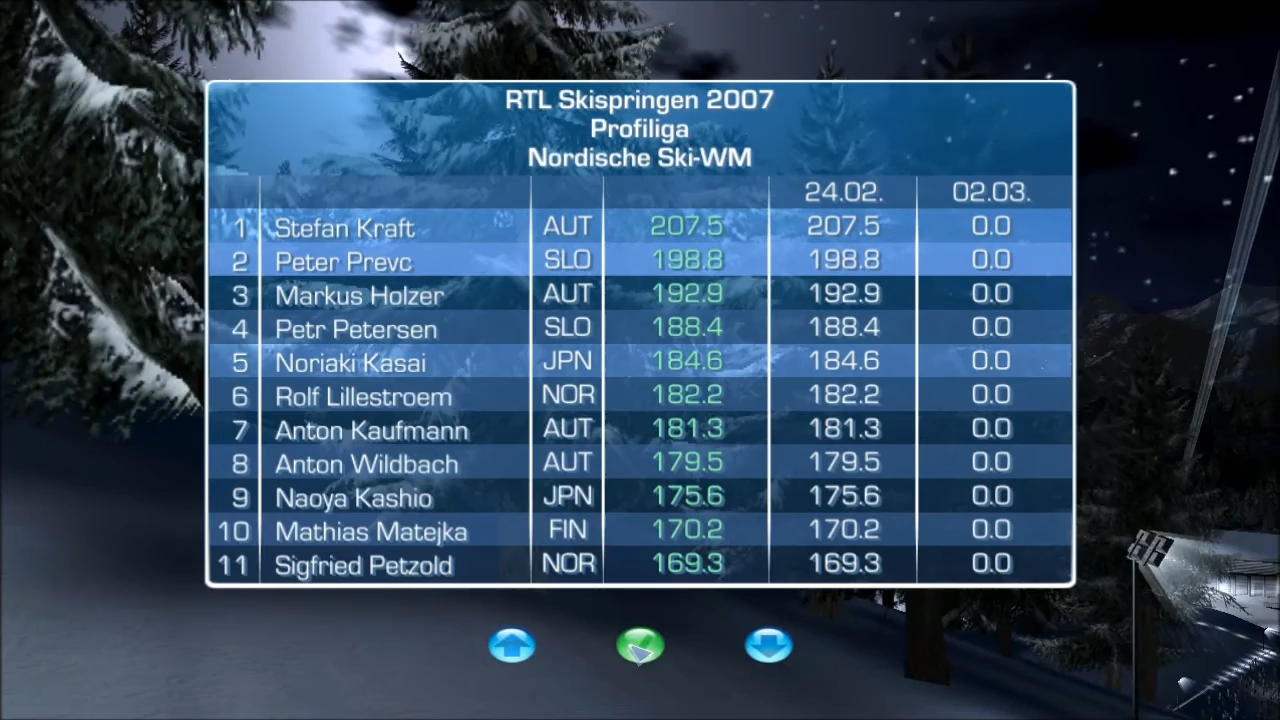 RTL Skispringen 2007
Profiliga
Nordische Ski-WM
24.02. 02.03.
1 Stefan Kraft AUT 207.5 207.5 0.0
2 Peter Prevc SLO 198.8 198.8 0.0
3 Markus Holzer AUT 192.9 192.9 0.0
4 Petr Petersen SLO 188.4 188.4 0.0
5 Noriaki Kasai JPN 184.6 184.6 0.0
6 Rolf Lillestroem NOR 182.2 182.2 0.0
7 Anton Kaufmann AUT 181.3 181.3 0.0
8 Anton Wildbach AUT 179.5 179.5 0.0
9 Naoya Kashio JPN 175.6 175.6 0.0
10 Mathias Matejka FIN 170.2 170.2 0.0
11 Sigfried Petzold NOR 169.3 169.3 0.0